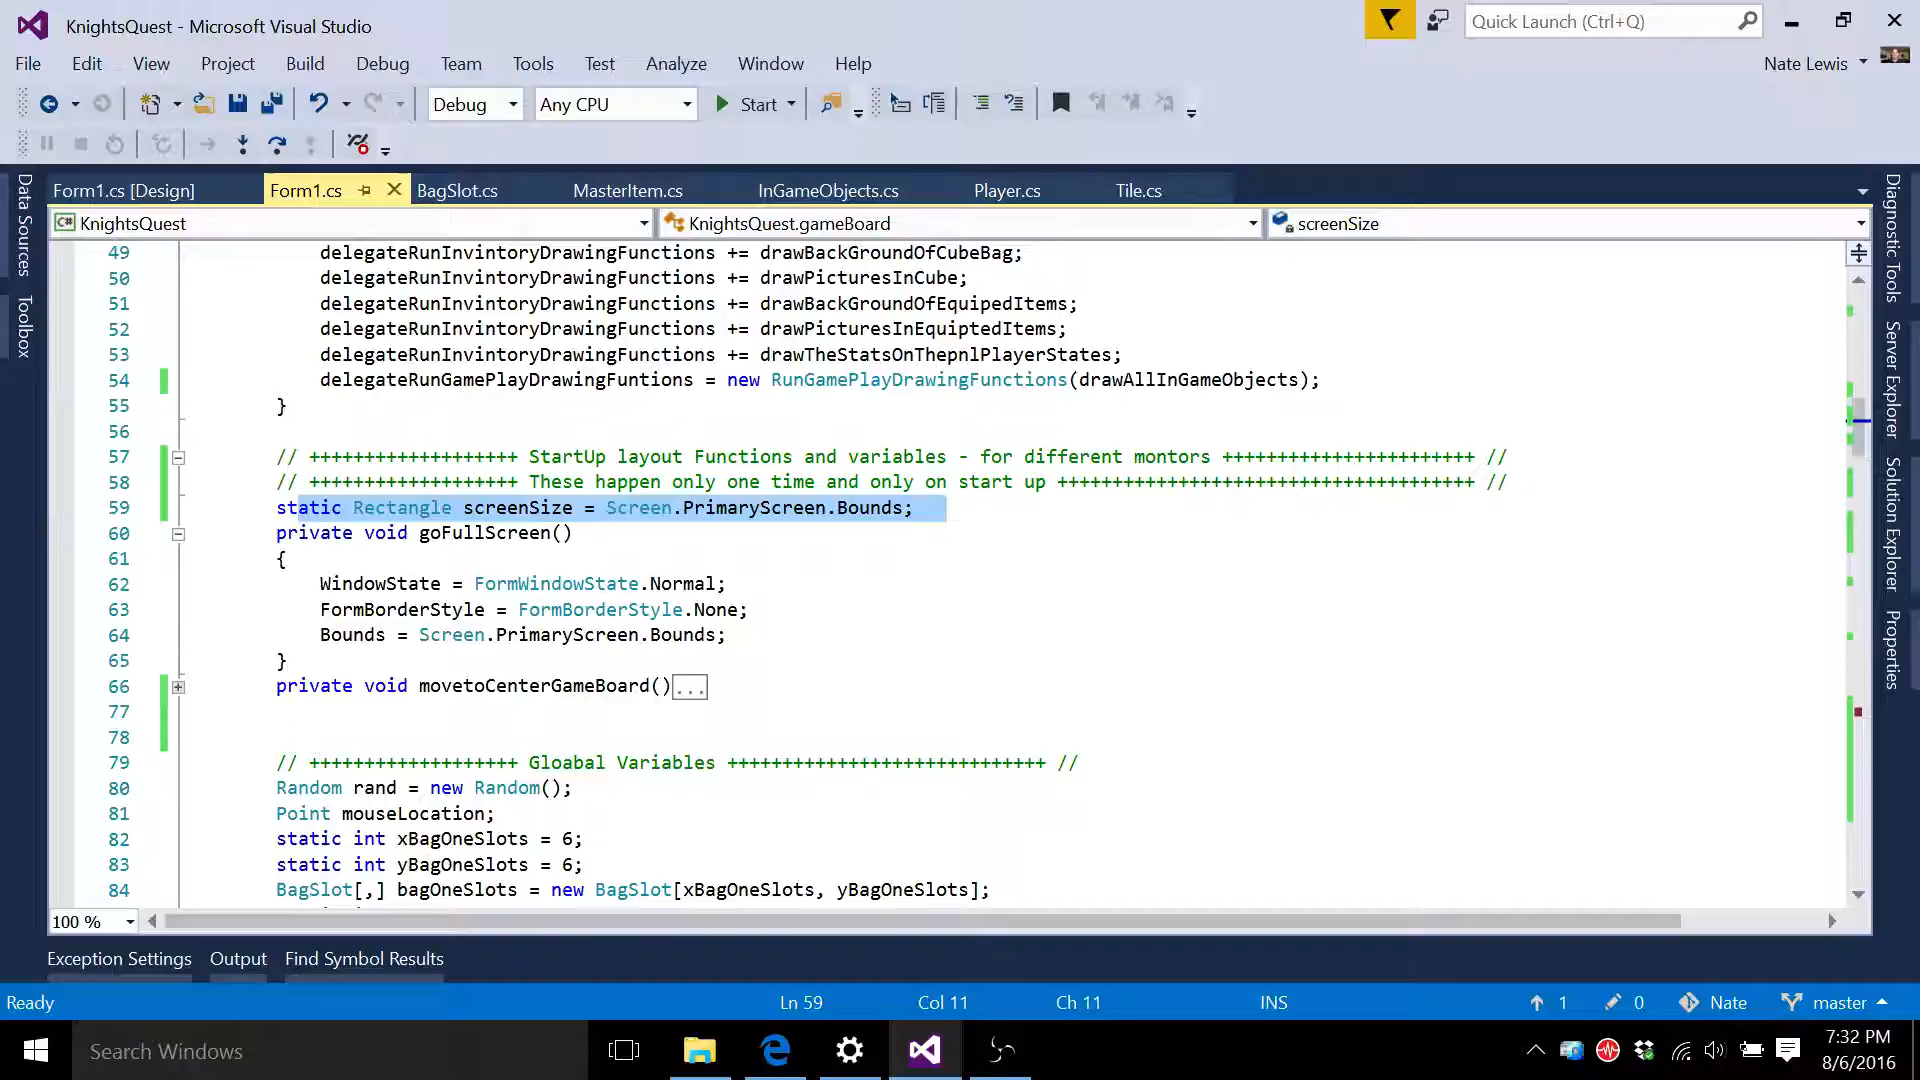 KnightsQuest - Microsoft Visual Studio
Quick Launch (Ctrl+Q)
File Edit View Project Build Debug Team Tools Test Analyze Window Help
Nate Lewis
Debug Any CPU Start
Form1.cs [Design] Form1.cs BagSlot.cs MasterItem.cs InGameObjects.cs Player.cs Tile.cs
C# KnightsQuest KnightsQuest.gameBoard screenSize
Data Sources
Toolbox
49 delegateRunInvintoryDrawingFunctions += drawBackGroundOfCubeBag;
50 delegateRunInvintoryDrawingFunctions += drawPicturesInCube;
51 delegateRunInvintoryDrawingFunctions += drawBackGroundOfEquipedItems;
52 delegateRunInvintoryDrawingFunctions += drawPicturesInEquiptedItems;
53 delegateRunInvintoryDrawingFunctions += drawTheStatsOnThepnlPlayerStates;
54 delegateRunGamePlayDrawingFuntions = new RunGamePlayDrawingFunctions(drawAllInGameObjects);
55 }
56
57 // +++++++++++++++++++ StartUp layout Functions and variables - for different montors +++++++++++++++++++++++ //
58 // +++++++++++++++++++ These happen only one time and only on start up ++++++++++++++++++++++++++++++++++++++ //
59 static Rectangle screenSize = Screen.PrimaryScreen.Bounds;
60 private void goFullScreen()
61 {
62 WindowState = FormWindowState.Normal;
63 FormBorderStyle = FormBorderStyle.None;
64 Bounds = Screen.PrimaryScreen.Bounds;
65 }
66 private void movetoCenterGameBoard()...
77
78
79 // +++++++++++++++++++ Gloabal Variables +++++++++++++++++++++++++++++ //
80 Random rand = new Random();
81 Point mouseLocation;
82 static int xBagOneSlots = 6;
83 static int yBagOneSlots = 6;
84 BagSlot[,] bagOneSlots = new BagSlot[xBagOneSlots, yBagOneSlots];
Diagnostic Tools
Server Explorer
Solution Explorer
Properties
100 %
Exception Settings Output Find Symbol Results
Ready Ln 59 Col 11 Ch 11 INS 1 0 Nate master
Search Windows
7:32 PM
8/6/2016